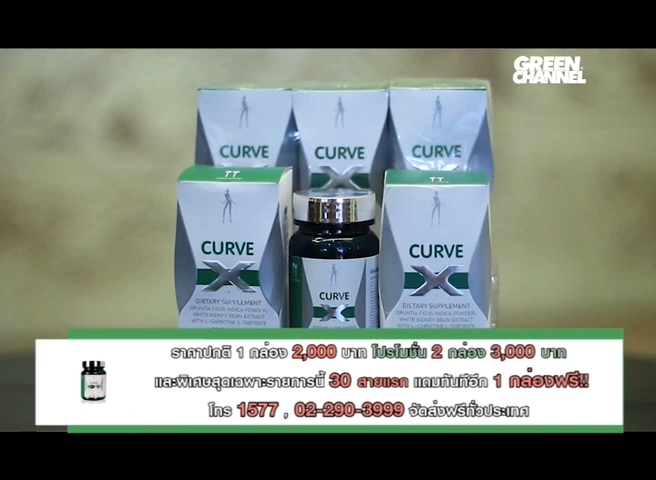 GREEN
CHANNEL
CURVE
CURVE
CURVE
X
TT
CURVE
X
DIETARY SUPPLEMENT
OPUNTIA FICUS INDICA POWDER,
WHITE KIDNEY BEAN EXTRACT
WITH L-CARNITINE L-TARTRATE
CURVE
X
TT
CURVE
X
DIETARY SUPPLEMENT
OPUNTIA FICUS INDICA POWDER,
WHITE KIDNEY BEAN EXTRACT
WITH L-CARNITINE L-TARTRATE
ราคาปกติ 1 กล่อง 2,000 บาท โปรโมชั่น 2 กล่อง 3,000 บาท
และพิเศษสุดเฉพาะรายการนี้ 30 สายแรก แถมทันทีอีก 1 กล่องฟรี!!
โทร 1577 , 02-290-3999 จัดส่งฟรีทั่วประเทศ